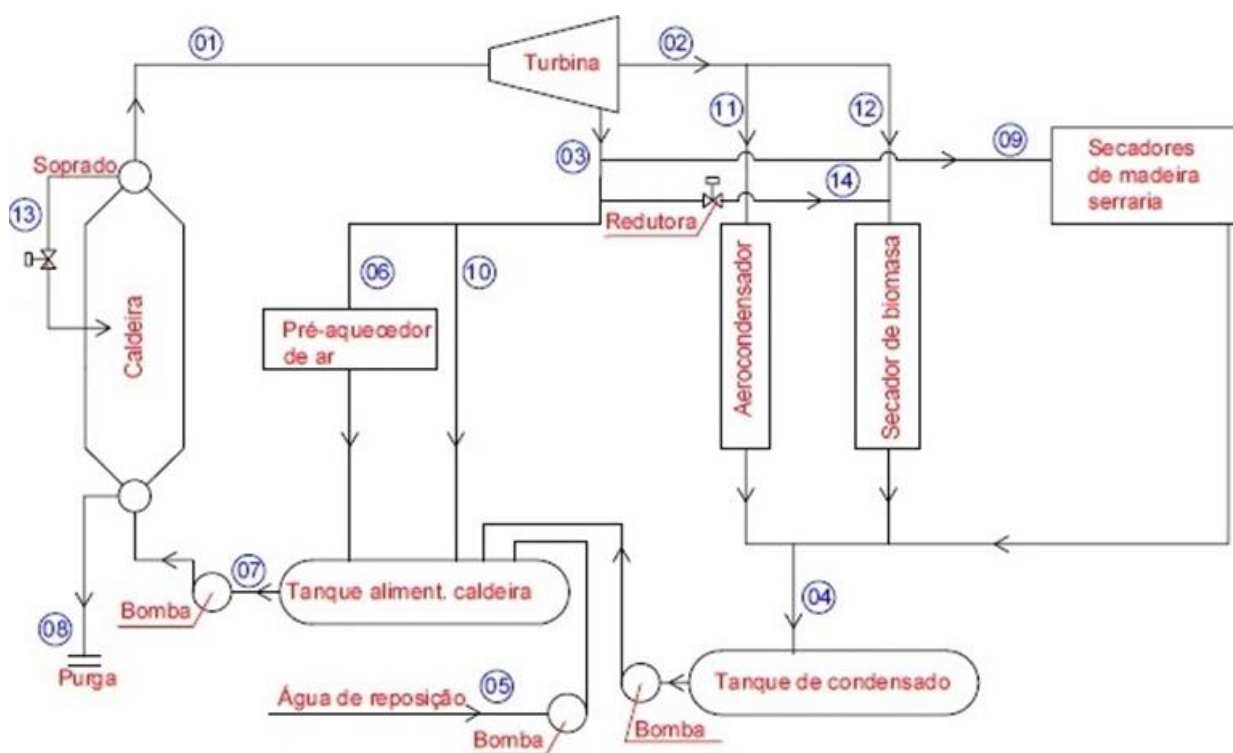 01
Turbina
02
11
12
03
09
Secadores
de madeira
serraria
Soprado
14
Redutora
13
06
10
Caldeira
Pré-aquecedor
de ar
Aerocondensador
Secador de biomasa
07
Tanque aliment. caldeira
Bomba
04
08
Purga
Água de reposição
05
Bomba
Tanque de condensado
Bomba